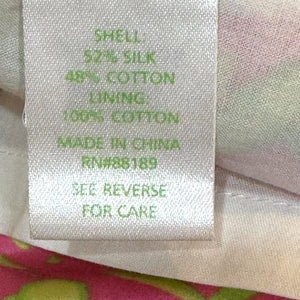 SHELL:
52% SILK
48% COTTON
LINING:
100% COTTON
MADE IN CHINA
RN#88189
SEE REVERSE
FOR CARE